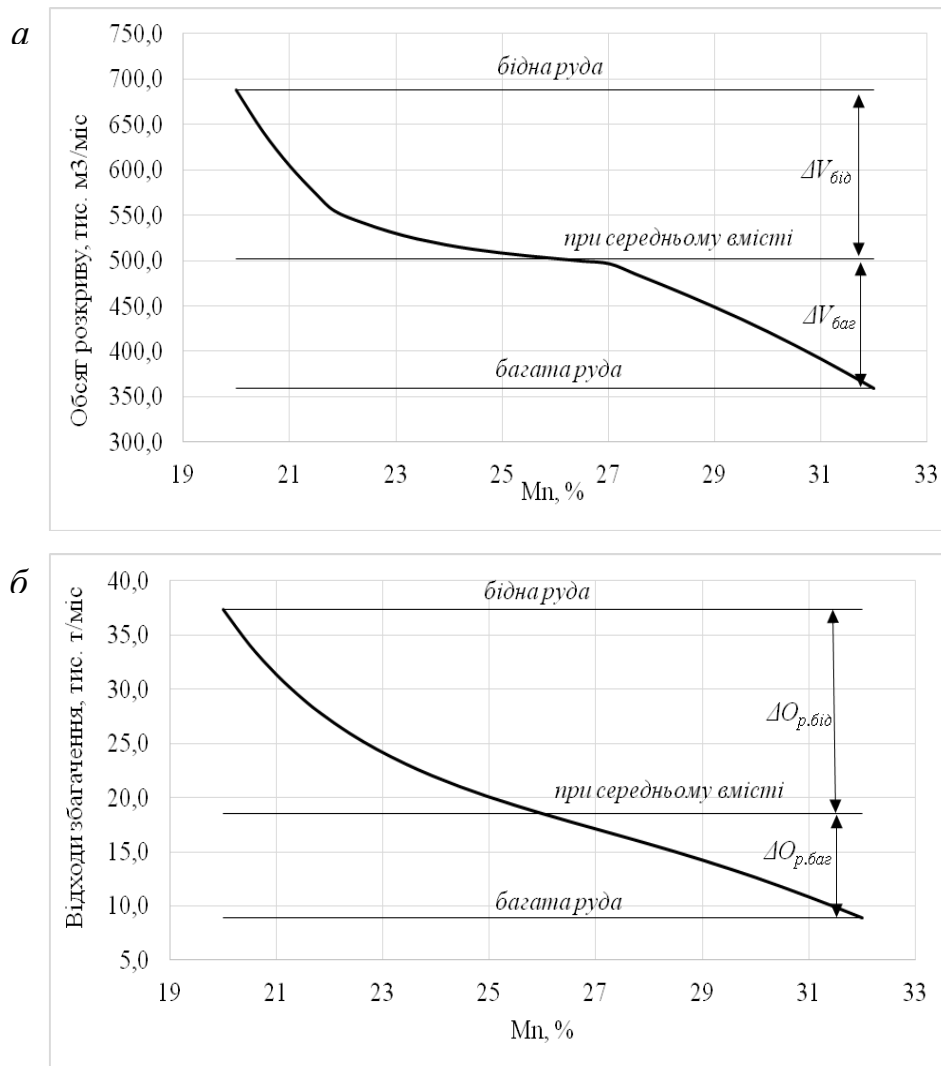 а
750,0
700,0
650,0
600,0
550,0
500,0
450,0
400,0
350,0
300,0
Обсяг розкриву, тис. м3/міс
бідна руда
ΔVбід
при середньому вмісті
ΔVбаг
багата руда
19 21 23 25 27 29 31 33
Mn, %
б
40,0
35,0
30,0
25,0
20,0
15,0
10,0
5,0
Відходи збагачення, тис. т/міс
бідна руда
ΔOр.бід
при середньому вмісті
ΔOр.баг
багата руда
19 21 23 25 27 29 31 33
Mn, %